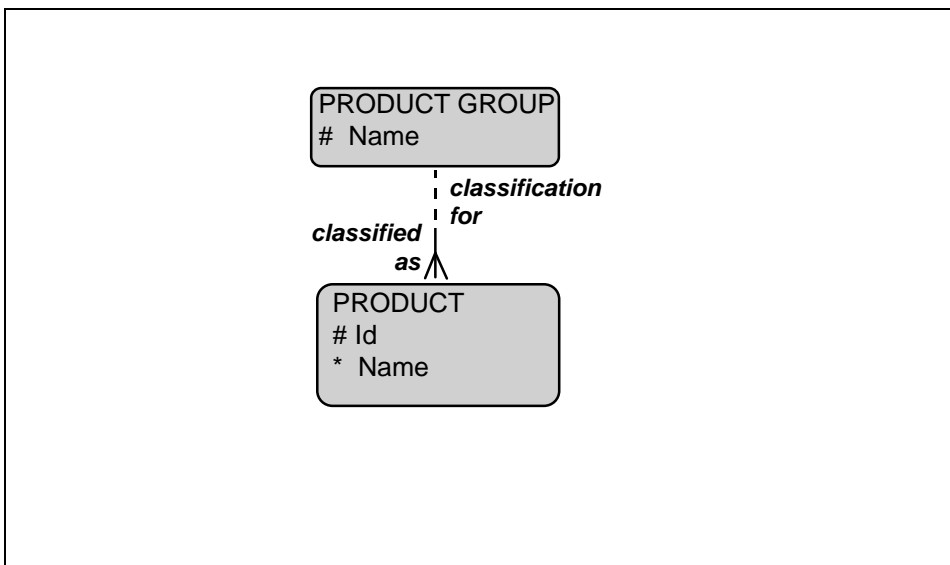 PRODUCT GROUP
# Name
classification
for
classified
as
PRODUCT
# Id
* Name